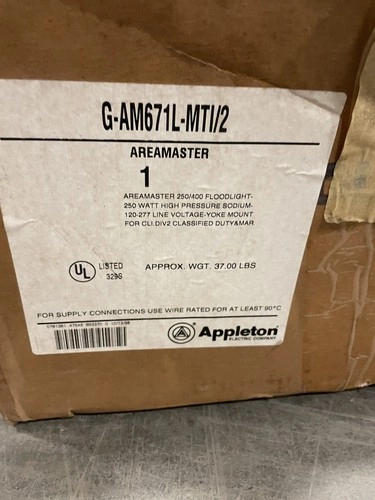 G-AM671L-MTI/2
AREAMASTER
1
AREAMASTER 250/400 FLOODLIGHT-
250 WATT HIGH PRESSURE SODIUM-
120-277 LINE VOLTAGE-YOKE MOUNT
FOR CLI.DIV2 CLASSIFIED DUTY&MAR.
UL LISTED
329S
APPROX. WGT. 37.00 LBS
FOR SUPPLY CONNECTIONS USE WIRE RATED FOR AT LEAST 90°C
A Appleton
ELECTRIC COMPANY